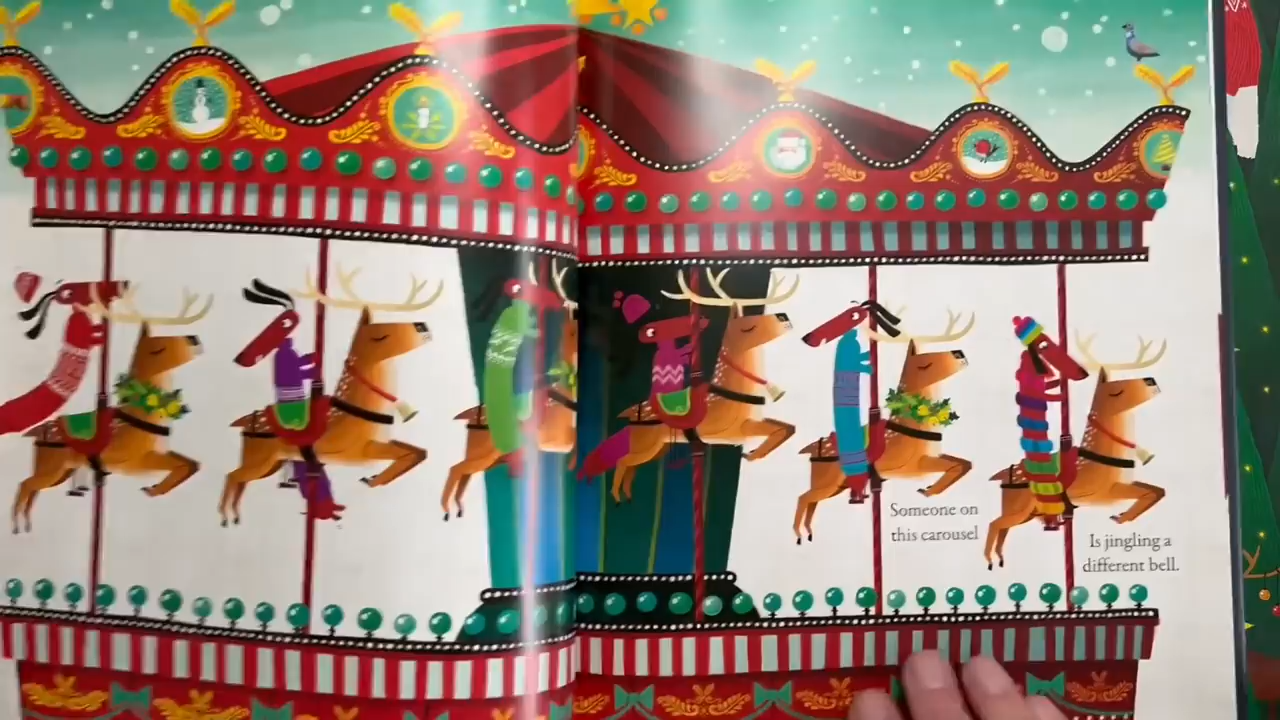 Someone on
this carousel
Is jingling a
different bell.